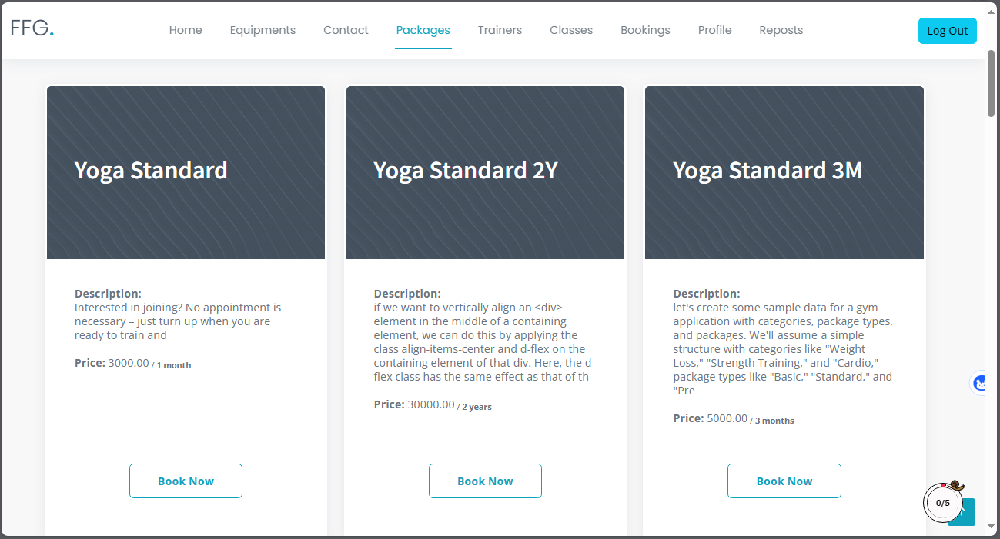 FFG.
Home Equipments Contact Packages Trainers Classes Bookings Profile Reposts
Log Out
Yoga Standard
Description:
Interested in joining? No appointment is
necessary – just turn up when you are
ready to train and
Price: 3000.00 / 1 month
Book Now
Yoga Standard 2Y
Description:
if we want to vertically align an <div>
element in the middle of a containing
element, we can do this by applying the
class align-items-center and d-flex on the
containing element of that div. Here, the d-
flex class has the same effect as that of th
Price: 30000.00 / 2 years
Book Now
Yoga Standard 3M
Description:
let's create some sample data for a gym
application with categories, package types,
and packages. We'll assume a simple
structure with categories like "Weight
Loss," "Strength Training," and "Cardio,"
package types like "Basic," "Standard," and
"Pre
Price: 5000.00 / 3 months
Book Now
0/5